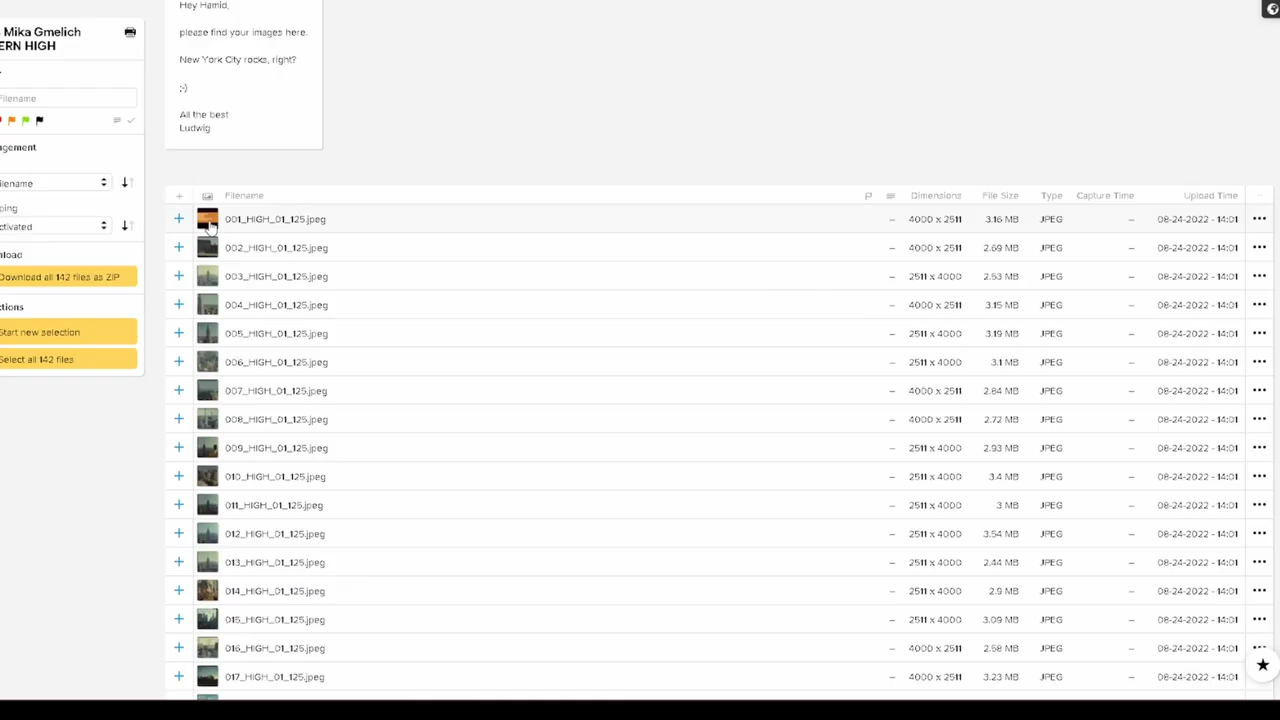 Hey Hamid,
please find your images here.
New York City rocks, right?
;-)
All the best
Ludwig
Mika Gmelich
ERN HIGH
Filename
gement
ilename
ping
ctivated
nload
Download all 142 files as ZIP
ctions
Start new selection
Select all 142 files
+ Filename Dimensions File Size Type Capture Time Upload Time
+ 001_HIGH_01_125.jpeg 00 x 2511 3.16 MB JPEG – 08-24-2022 - 14:01 •••
+ 002_HIGH_01_125.jpeg – 00 x 2511 2.69 MB JPEG – 08-24-2022 - 14:01 •••
+ 003_HIGH_01_125.jpeg – 2511 x 4000 2.53 MB JPEG – 08-24-2022 - 14:01 •••
+ 004_HIGH_01_125.jpeg – 00 x 2511 3.15 MB JPEG – 08-24-2022 - 14:01 •••
+ 005_HIGH_01_125.jpeg – 2511 x 4000 3.19 MB JPEG – 08-24-2022 - 14:01 •••
+ 006_HIGH_01_125.jpeg – 2511 x 4000 3.1 MB JPEG – 08-24-2022 - 14:01 •••
+ 007_HIGH_01_125.jpeg – 00 x 2511 2.84 MB JPEG – 08-24-2022 - 14:01 •••
+ 008_HIGH_01_125.jpeg – 00 x 2511 2.72 MB JPEG – 08-24-2022 - 14:01 •••
+ 009_HIGH_01_125.jpeg – 2511 x 4000 2.93 MB JPEG – 08-24-2022 - 14:01 •••
+ 010_HIGH_01_125.jpeg – 2511 x 4000 3.4 MB JPEG – 08-24-2022 - 14:01 •••
+ 011_HIGH_01_125.jpeg – 2511 x 4000 3 MB JPEG – 08-24-2022 - 14:01 •••
+ 012_HIGH_01_125.jpeg – 2511 x 4000 3.54 MB JPEG – 08-24-2022 - 14:01 •••
+ 013_HIGH_01_125.jpeg – 2511 x 4000 2.44 MB JPEG – 08-24-2022 - 14:01 •••
+ 014_HIGH_01_125.jpeg – 2511 x 4000 2.9 MB JPEG – 08-24-2022 - 14:01 •••
+ 015_HIGH_01_125.jpeg – 2511 x 4000 3.09 MB JPEG – 08-24-2022 - 14:01 •••
+ 016_HIGH_01_125.jpeg – 00 x 2511 2.58 MB JPEG – 08-24-2022 - 14:01
+ 017_HIGH_01_125.jpeg – 00 x 2511 3.23 MB JPEG – 08-24-2022 - 14:01